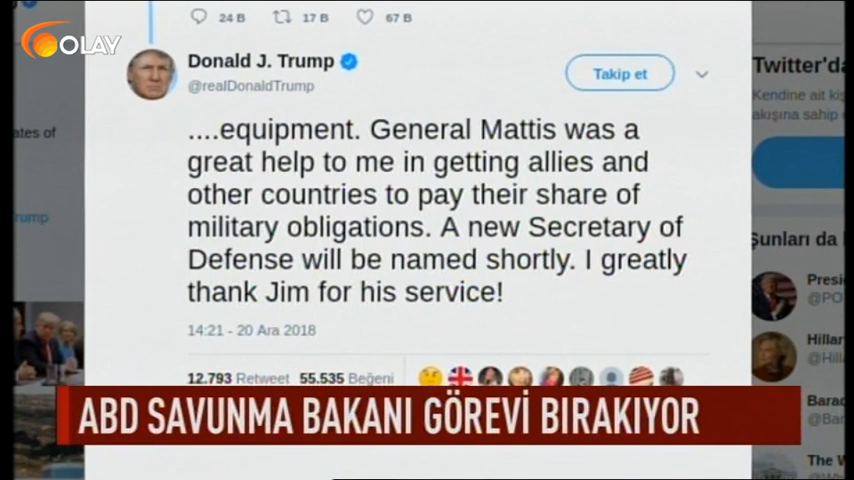 24 B 17 B 67 B
OLAY
Donald J. Trump
@realDonaldTrump
Takip et
....equipment. General Mattis was a
great help to me in getting allies and
other countries to pay their share of
military obligations. A new Secretary of
Defense will be named shortly. I greatly
thank Jim for his service!
14:21 - 20 Ara 2018
12.793 Retweet 55.535 Beğeni
ABD SAVUNMA BAKANI GÖREVİ BIRAKIYOR
ates of
rump
Twitter'da
Kendine ait
akışına sahip
Şunları da
Presi
@PO
Hillar
@Hill
Barac
@Bar
The W